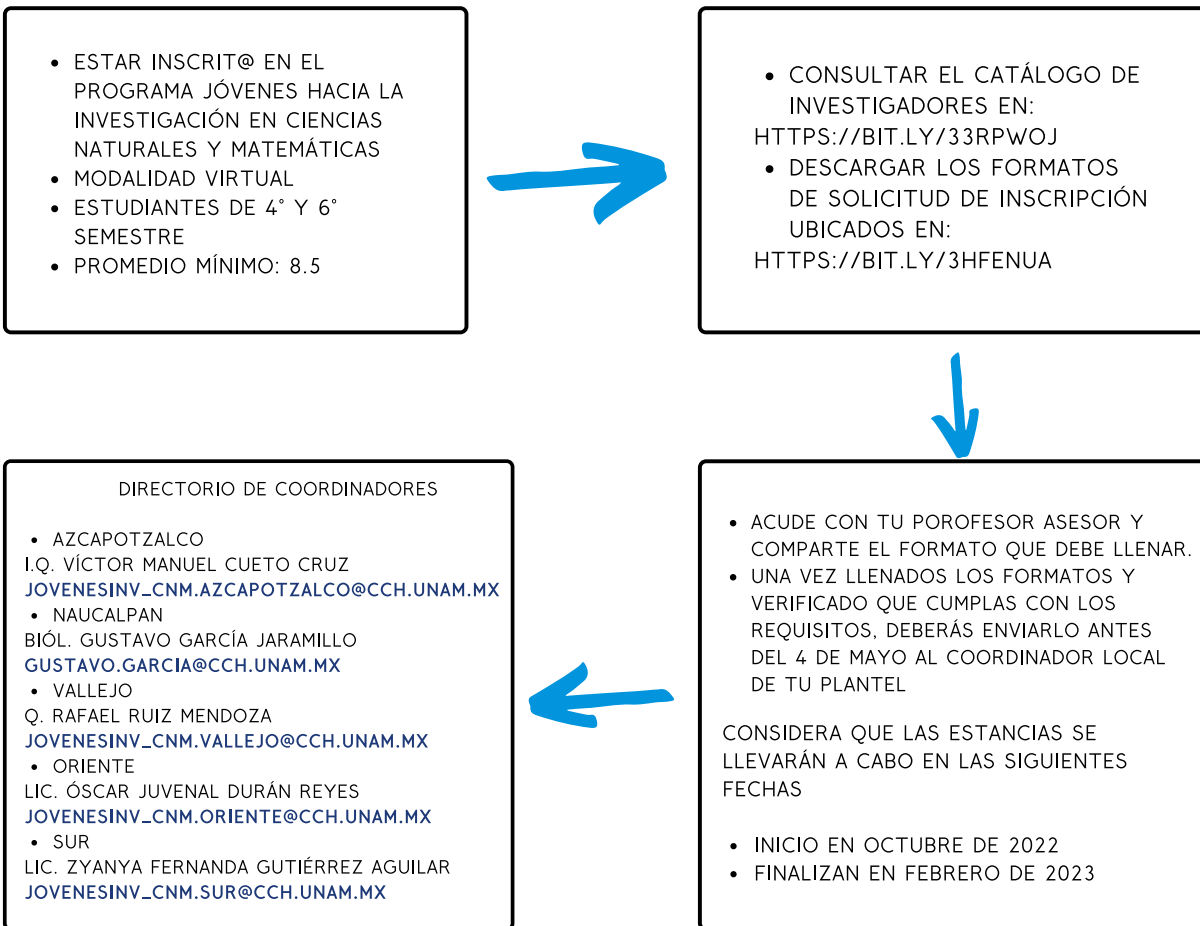 • ESTAR INSCRIT@ EN EL
PROGRAMA JÓVENES HACIA LA
INVESTIGACIÓN EN CIENCIAS
NATURALES Y MATEMÁTICAS
• MODALIDAD VIRTUAL
• ESTUDIANTES DE 4° Y 6°
SEMESTRE
• PROMEDIO MÍNIMO: 8.5
• CONSULTAR EL CATÁLOGO DE
INVESTIGADORES EN:
HTTPS://BIT.LY/33RPWOJ
• DESCARGAR LOS FORMATOS
DE SOLICITUD DE INSCRIPCIÓN
UBICADOS EN:
HTTPS://BIT.LY/3HFENUA
• ACUDE CON TU POROFESOR ASESOR Y
COMPARTE EL FORMATO QUE DEBE LLENAR.
• UNA VEZ LLENADOS LOS FORMATOS Y
VERIFICADO QUE CUMPLAS CON LOS
REQUISITOS, DEBERÁS ENVIARLO ANTES
DEL 4 DE MAYO AL COORDINADOR LOCAL
DE TU PLANTEL
CONSIDERA QUE LAS ESTANCIAS SE
LLEVARÁN A CABO EN LAS SIGUIENTES
FECHAS
• INICIO EN OCTUBRE DE 2022
• FINALIZAN EN FEBRERO DE 2023
DIRECTORIO DE COORDINADORES
• AZCAPOTZALCO
I.Q. VÍCTOR MANUEL CUETO CRUZ
JOVENESINV_CNM.AZCAPOTZALCO@CCH.UNAM.MX
• NAUCALPAN
BIÓL. GUSTAVO GARCÍA JARAMILLO
GUSTAVO.GARCIA@CCH.UNAM.MX
• VALLEJO
Q. RAFAEL RUIZ MENDOZA
JOVENESINV_CNM.VALLEJO@CCH.UNAM.MX
• ORIENTE
LIC. ÓSCAR JUVENAL DURÁN REYES
JOVENESINV_CNM.ORIENTE@CCH.UNAM.MX
• SUR
LIC. ZYANYA FERNANDA GUTIÉRREZ AGUILAR
JOVENESINV_CNM.SUR@CCH.UNAM.MX